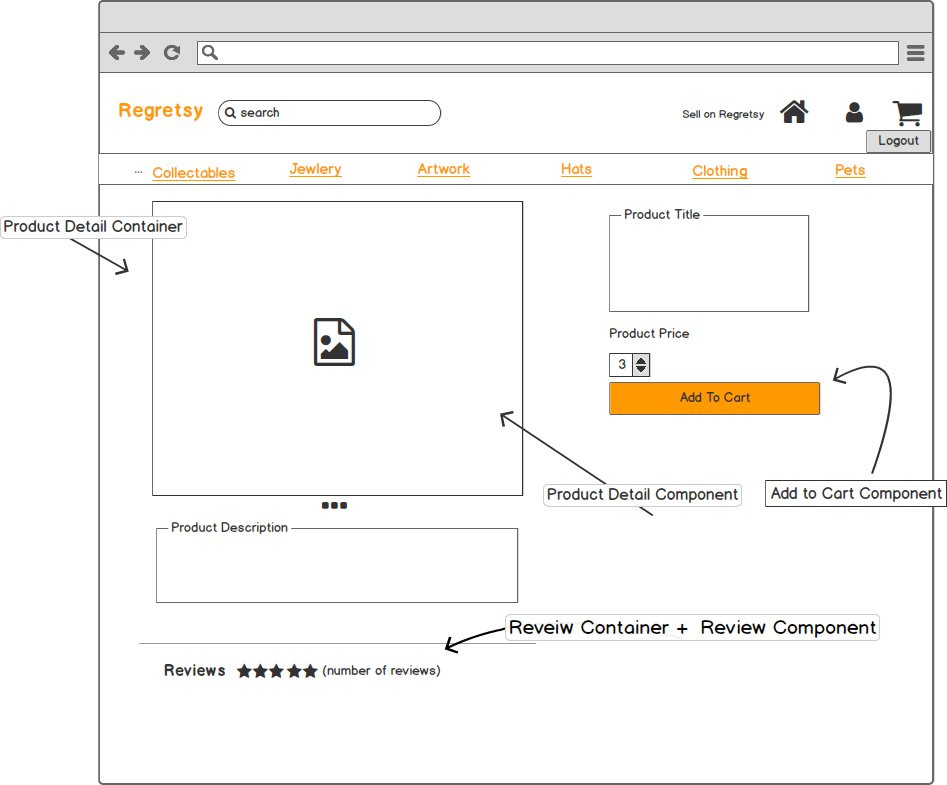 Regretsy
search
Sell on Regretsy
Logout
... Collectables Jewlery Artwork Hats Clothing Pets
Product Detail Container
Product Title
Product Price
3
Add To Cart
Product Detail Component
Add to Cart Component
Product Description
Reveiw Container + Review Component
Reviews (number of reviews)